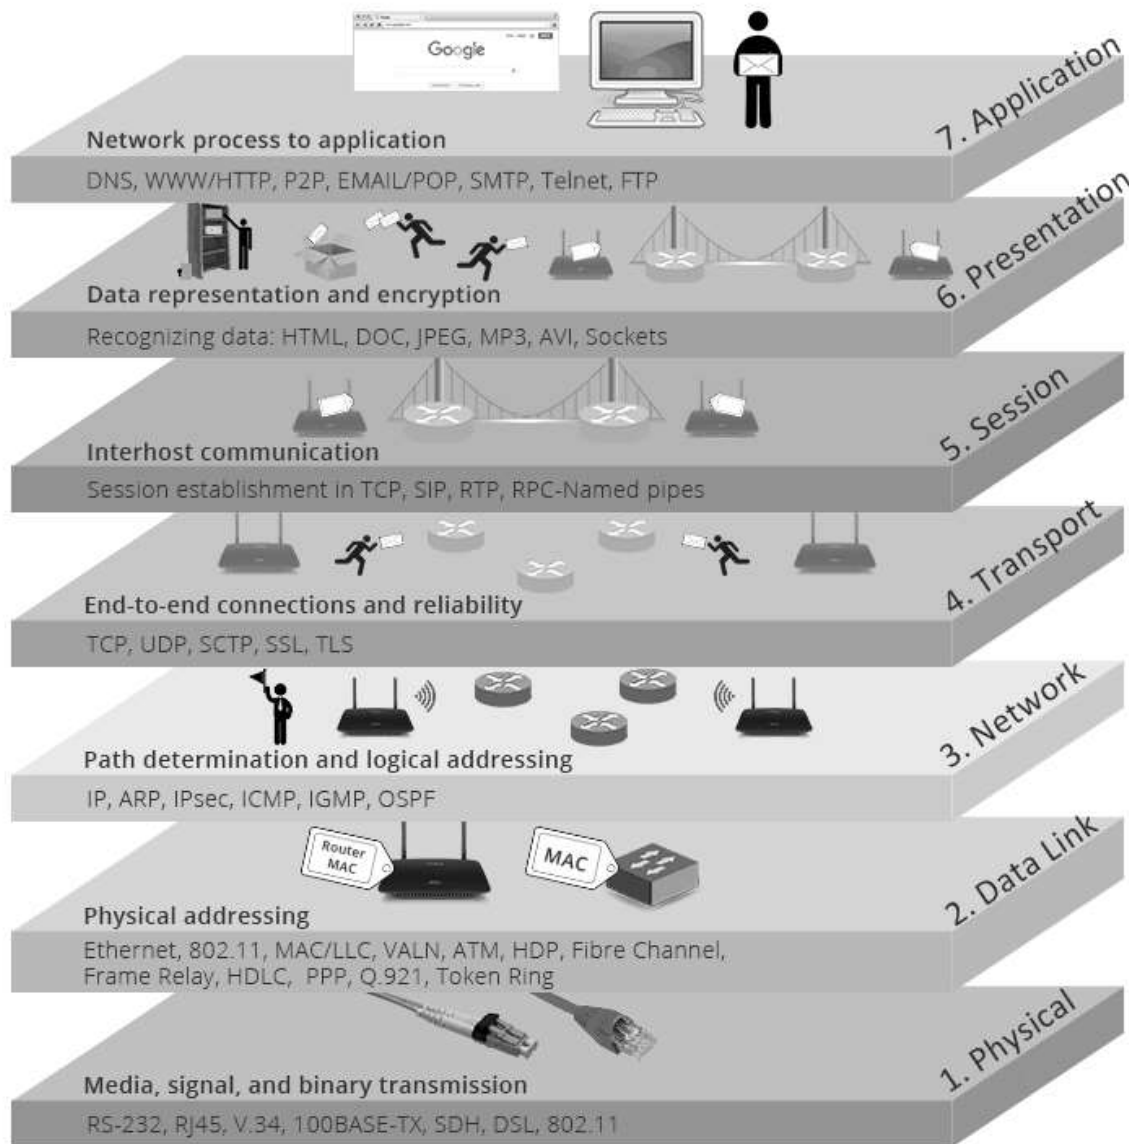 Google
7. Application
Network process to application
DNS, WWW/HTTP, P2P, EMAIL/POP, SMTP, Telnet, FTP
6. Presentation
Data representation and encryption
Recognizing data: HTML, DOC, JPEG, MP3, AVI, Sockets
5. Session
Interhost communication
Session establishment in TCP, SIP, RTP, RPC-Named pipes
4. Transport
End-to-end connections and reliability
TCP, UDP, SCTP, SSL, TLS
3. Network
Path determination and logical addressing
IP, ARP, IPsec, ICMP, IGMP, OSPF
2. Data Link
Router
MAC
MAC
Physical addressing
Ethernet, 802.11, MAC/LLC, VALN, ATM, HDP, Fibre Channel,
Frame Relay, HDLC, PPP, Q.921, Token Ring
1. Physical
Media, signal, and binary transmission
RS-232, RJ45, V.34, 100BASE-TX, SDH, DSL, 802.11